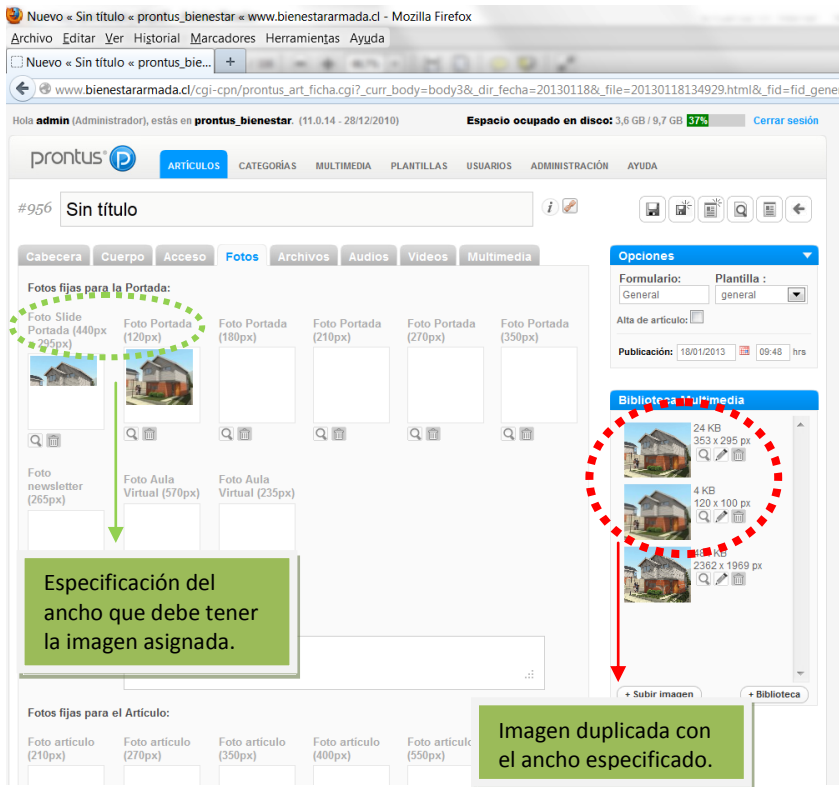 Nuevo « Sin título « prontus_bienestar « www.bienestararmada.cl - Mozilla Firefox
Archivo Editar Ver Historial Marcadores Herramientas Ayuda
Nuevo « Sin título « prontus_bie... +
www.bienestararmada.cl/cgi-cpn/prontus_art_ficha.cgi?_curr_body=body3&_dir_fecha=20130118&_file=20130118134929.html&_fid=fid_gene
Hola admin (Administrador), estás en prontus_bienestar. (11.0.14 - 28/12/2010) Espacio ocupado en disco: 3,6 GB / 9,7 GB 37% Cerrar sesión
prontus ARTÍCULOS CATEGORÍAS MULTIMEDIA PLANTILLAS USUARIOS ADMINISTRACIÓN AYUDA
#956 Sin título
Cabecera Cuerpo Acceso Fotos Archivos Audios Videos Multimedia
Fotos fijas para la Portada:
Foto Slide
Portada (440px
295px)
Foto Portada
(120px)
Foto Portada
(180px)
Foto Portada
(210px)
Foto Portada
(270px)
Foto Portada
(350px)
Foto
newsletter
(265px)
Foto Aula
Virtual (570px)
Foto Aula
Virtual (235px)
Especificación del
ancho que debe tener
la imagen asignada.
Fotos fijas para el Artículo:
Foto artículo
(210px)
Foto artículo
(270px)
Foto artículo
(350px)
Foto artículo
(400px)
Foto artículo
(550px)
Opciones
Formulario: Plantilla :
General general
Alta de artículo:
Publicación: 18/01/2013 09:48 hrs
Biblioteca Multimedia
24 KB
353 x 295 px
4 KB
120 x 100 px
KB
2362 x 1969 px
+ Subir imagen + Biblioteca
Imagen duplicada con
el ancho especificado.